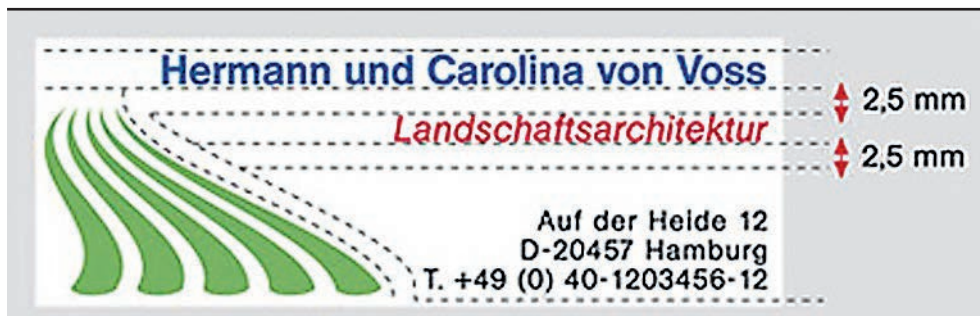 Hermann und Carolina von Voss
2,5 mm
Landschaftsarchitektur
2,5 mm
Auf der Heide 12
D-20457 Hamburg
T. +49 (0) 40-1203456-12